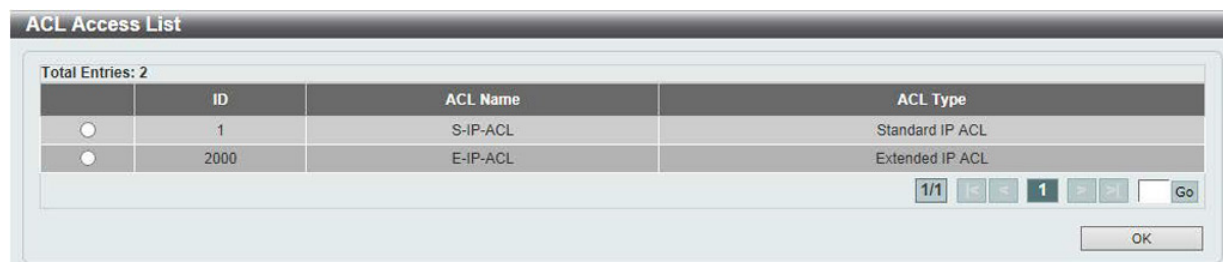 ACL Access List
Total Entries: 2
ID ACL Name ACL Type
1 S-IP-ACL Standard IP ACL
2000 E-IP-ACL Extended IP ACL
1/1 |< < 1 > >| Go
OK